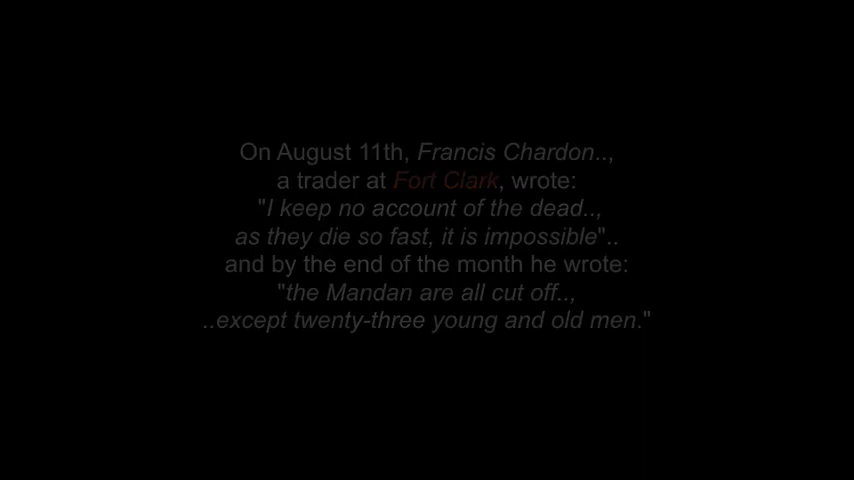 On August 11th, Francis Chardon..,
a trader at Fort Clark, wrote:
"I keep no account of the dead..,
as they die so fast, it is impossible"..
and by the end of the month he wrote:
"the Mandan are all cut off..,
..except twenty-three young and old men."